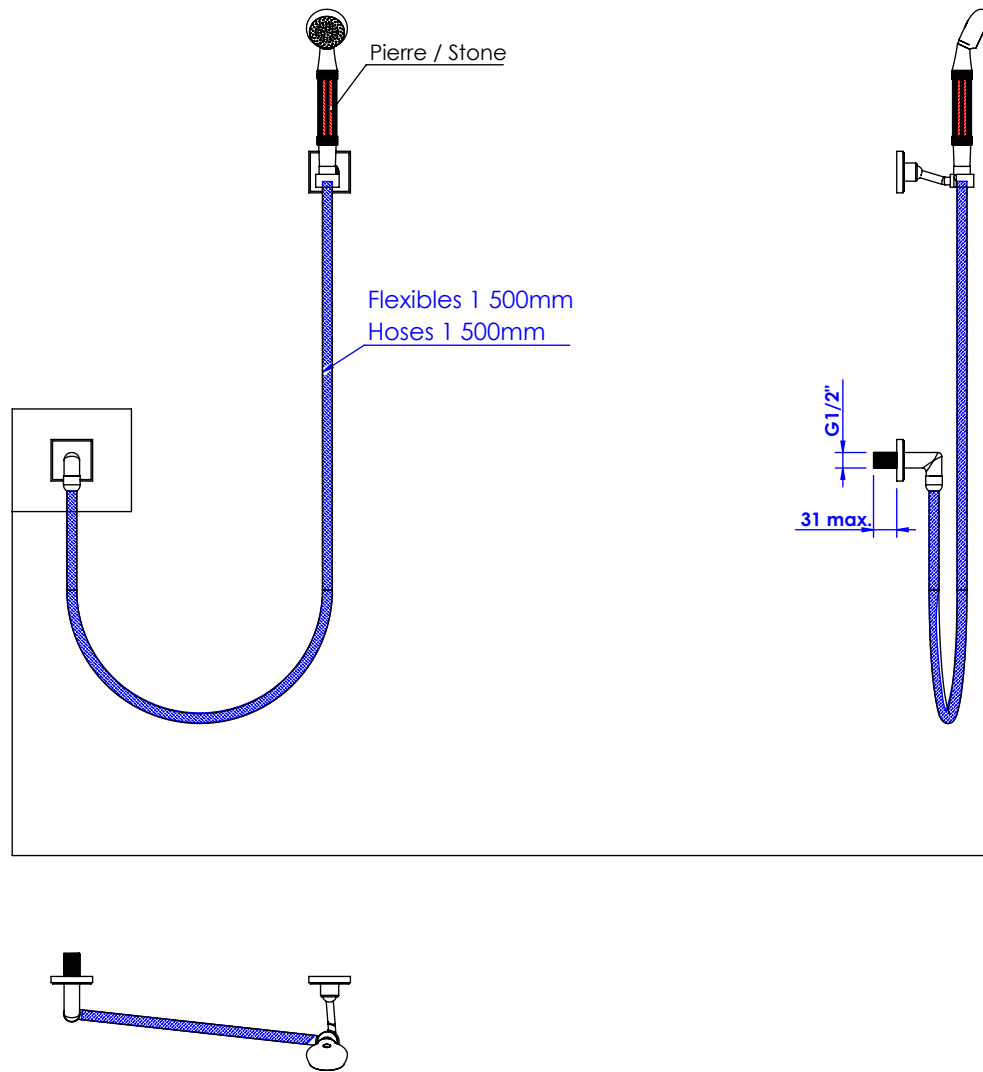 Pierre / Stone
Flexibles 1 500mm
Hoses 1 500mm
G1/2"
31 max.